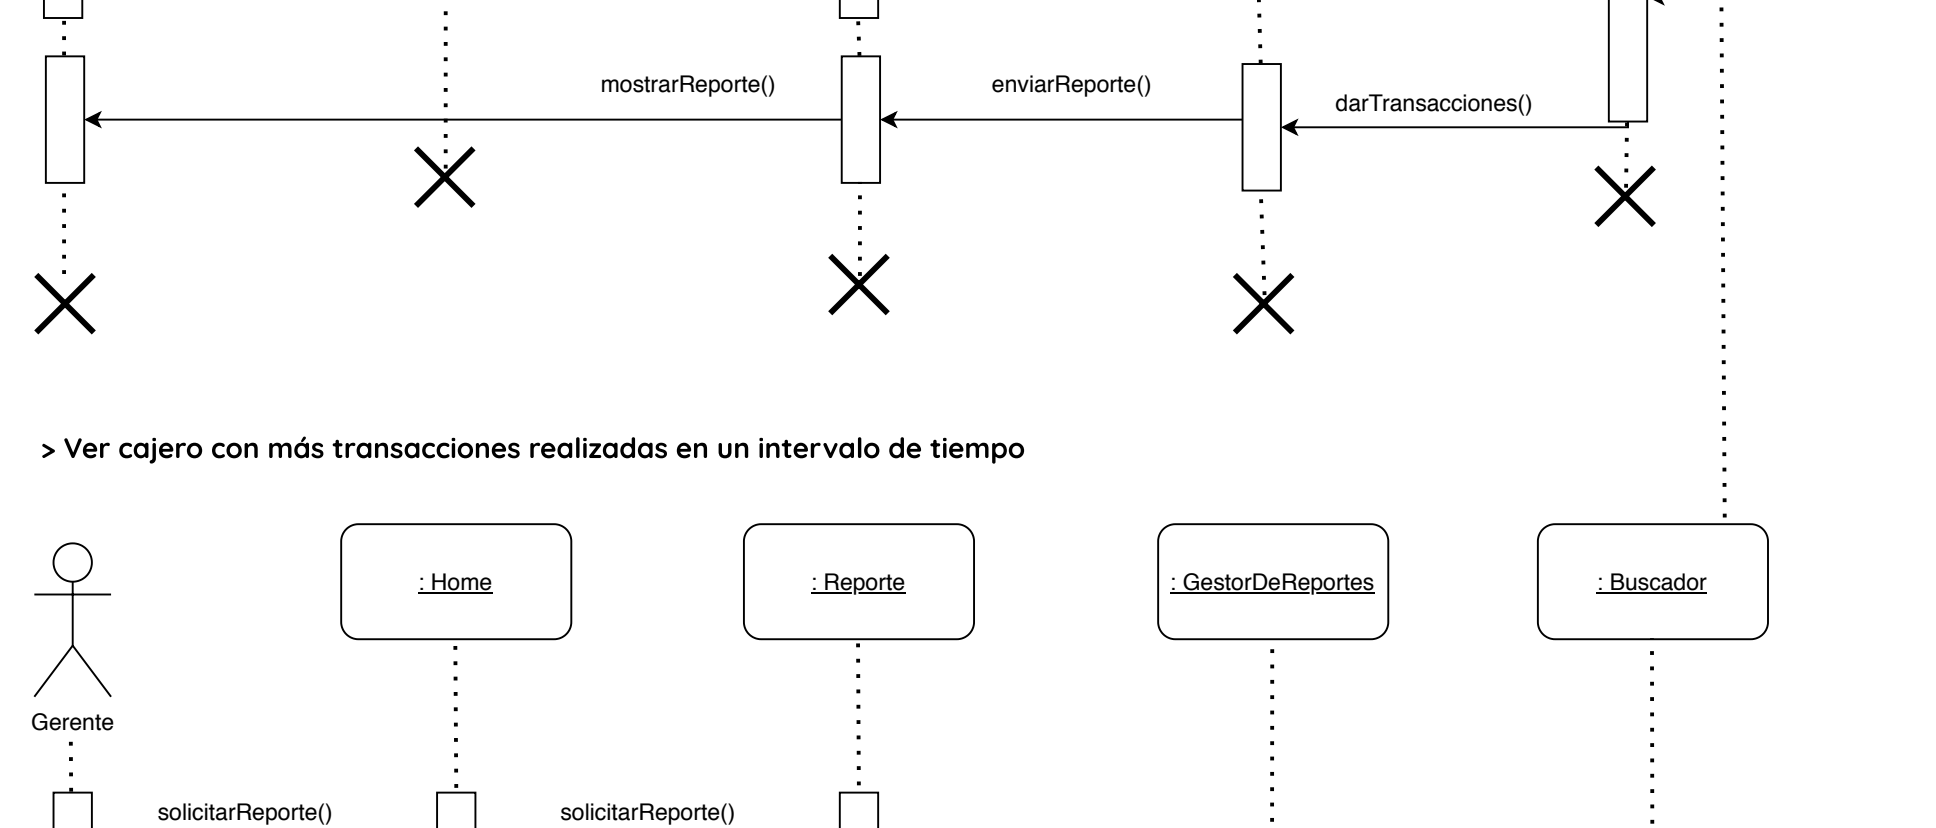 mostrarReporte()
enviarReporte()
darTransacciones()
> Ver cajero con más transacciones realizadas en un intervalo de tiempo
: Home
: Reporte
: GestorDeReportes
: Buscador
Gerente
solicitarReporte()
solicitarReporte()